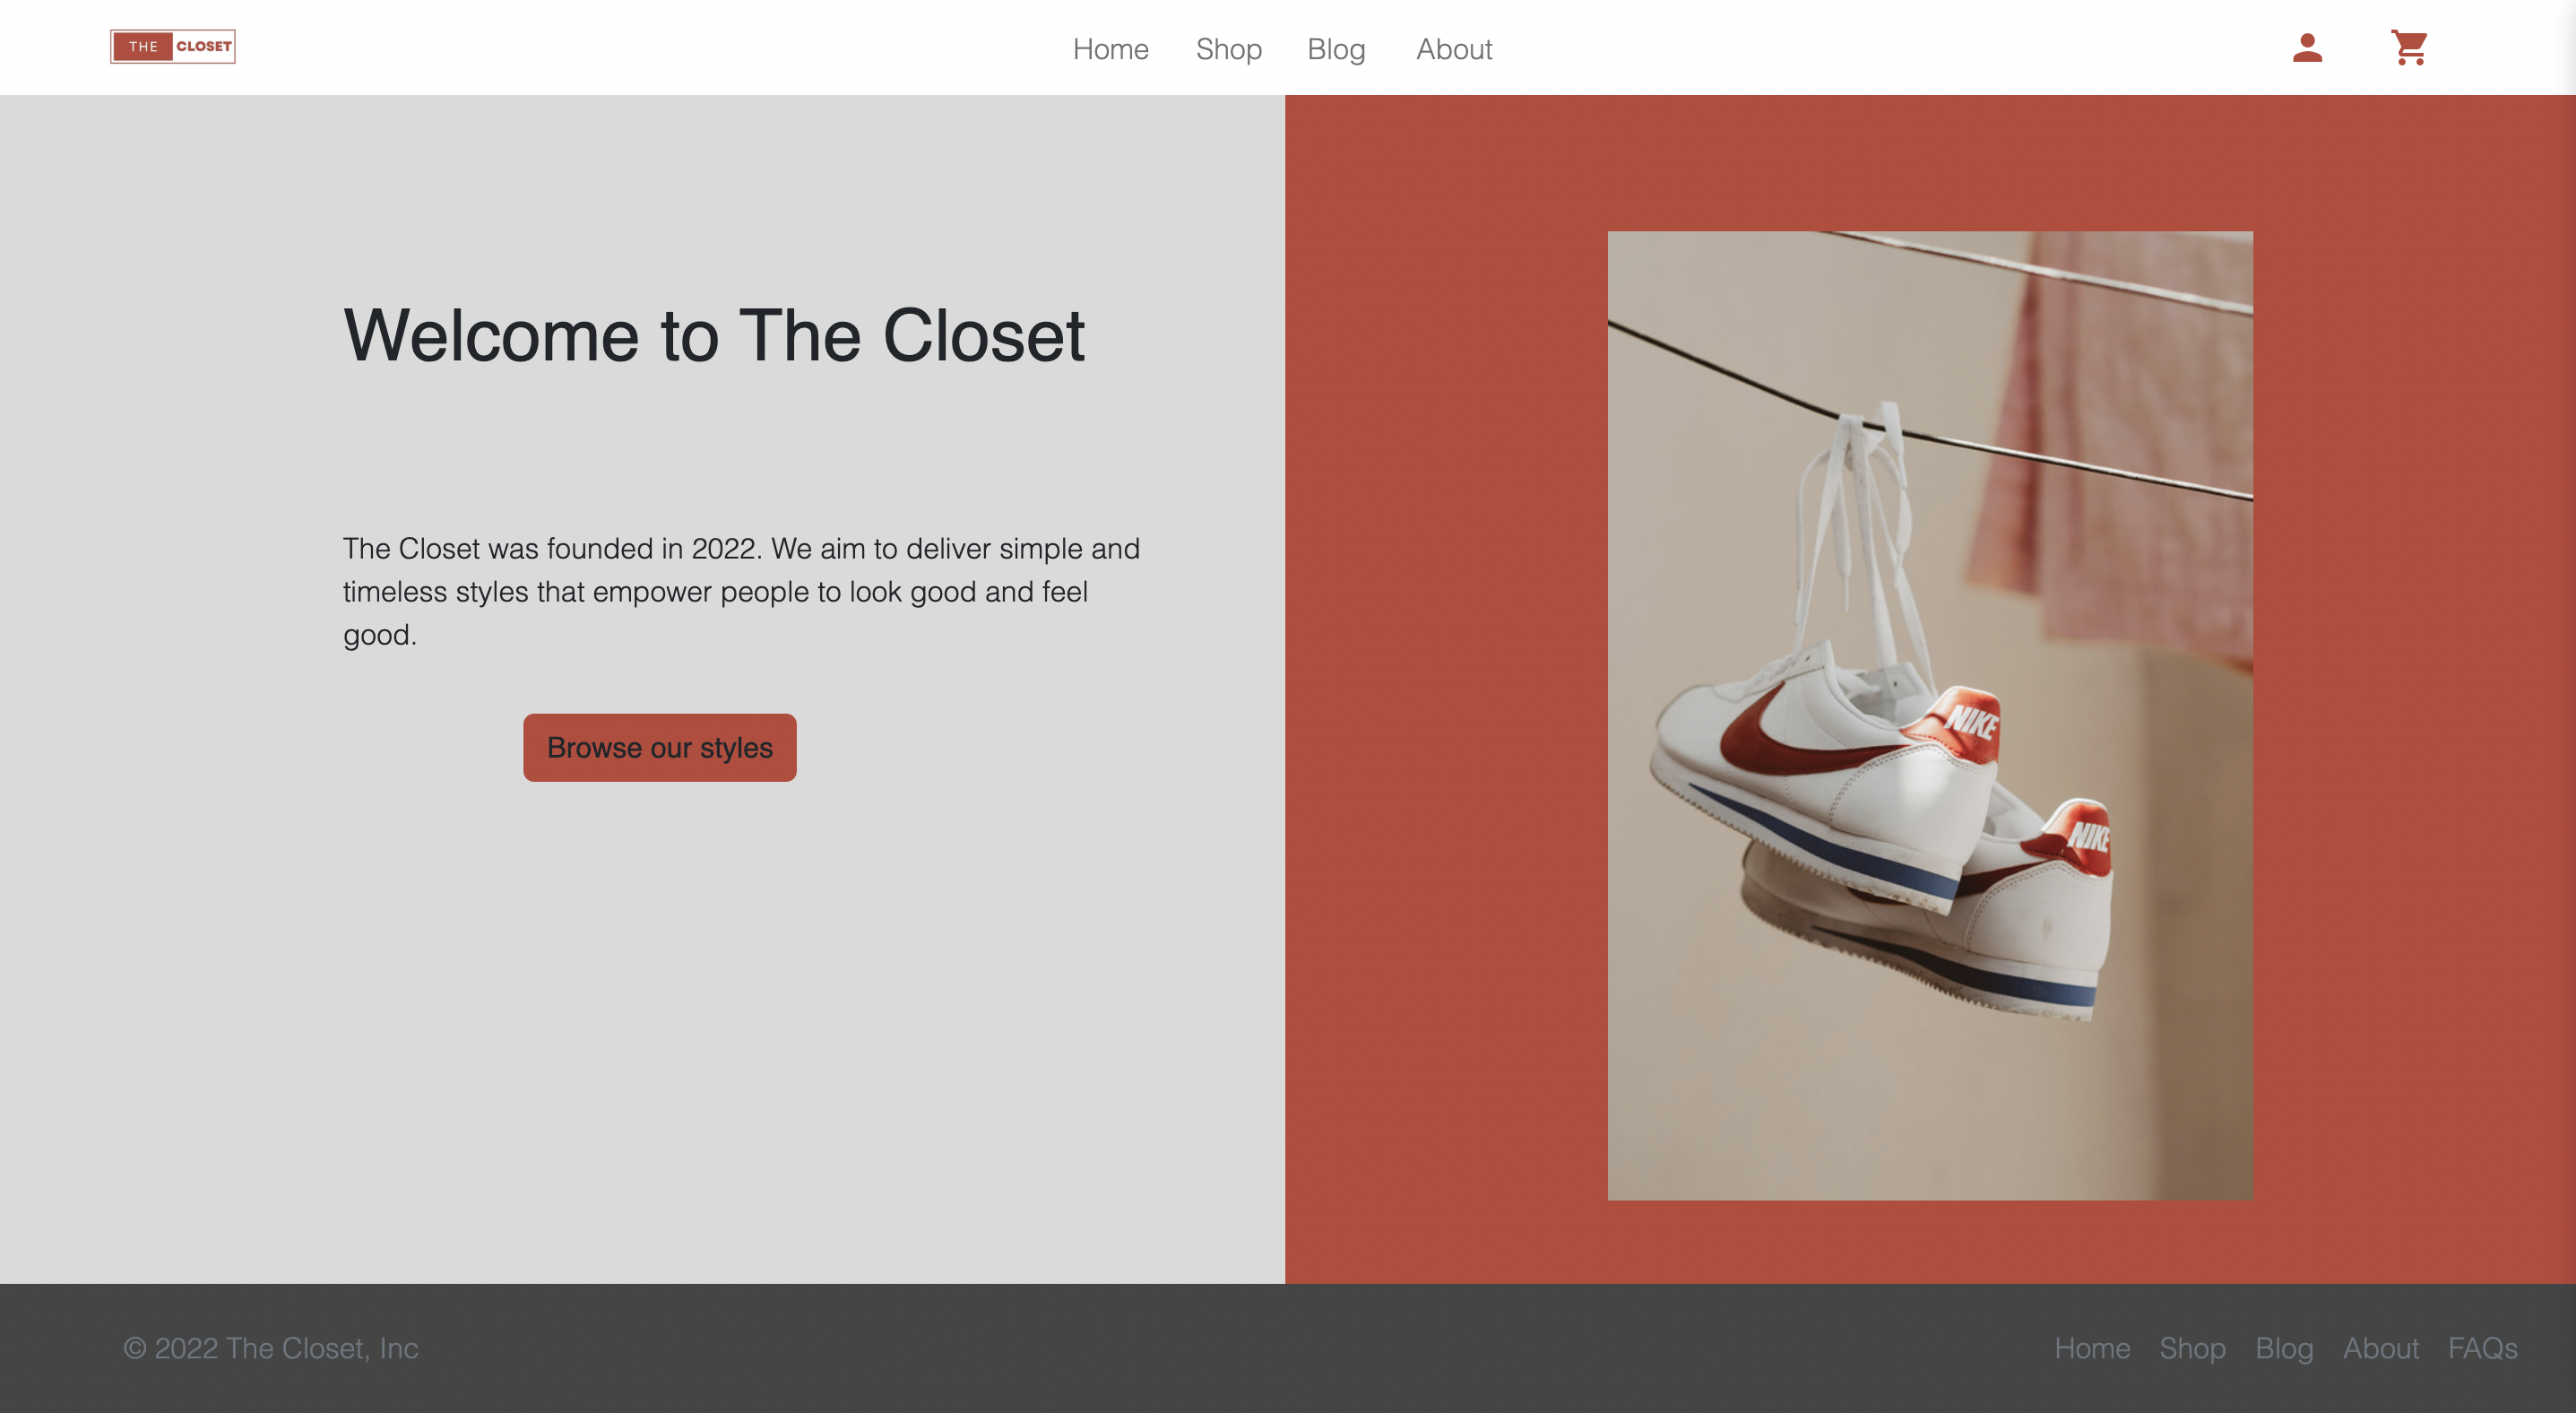 THE CLOSET
Home Shop Blog About
Welcome to The Closet
The Closet was founded in 2022. We aim to deliver simple and
timeless styles that empower people to look good and feel
good.
Browse our styles
NIKE
NIKE
© 2022 The Closet, Inc
Home Shop Blog About FAQs